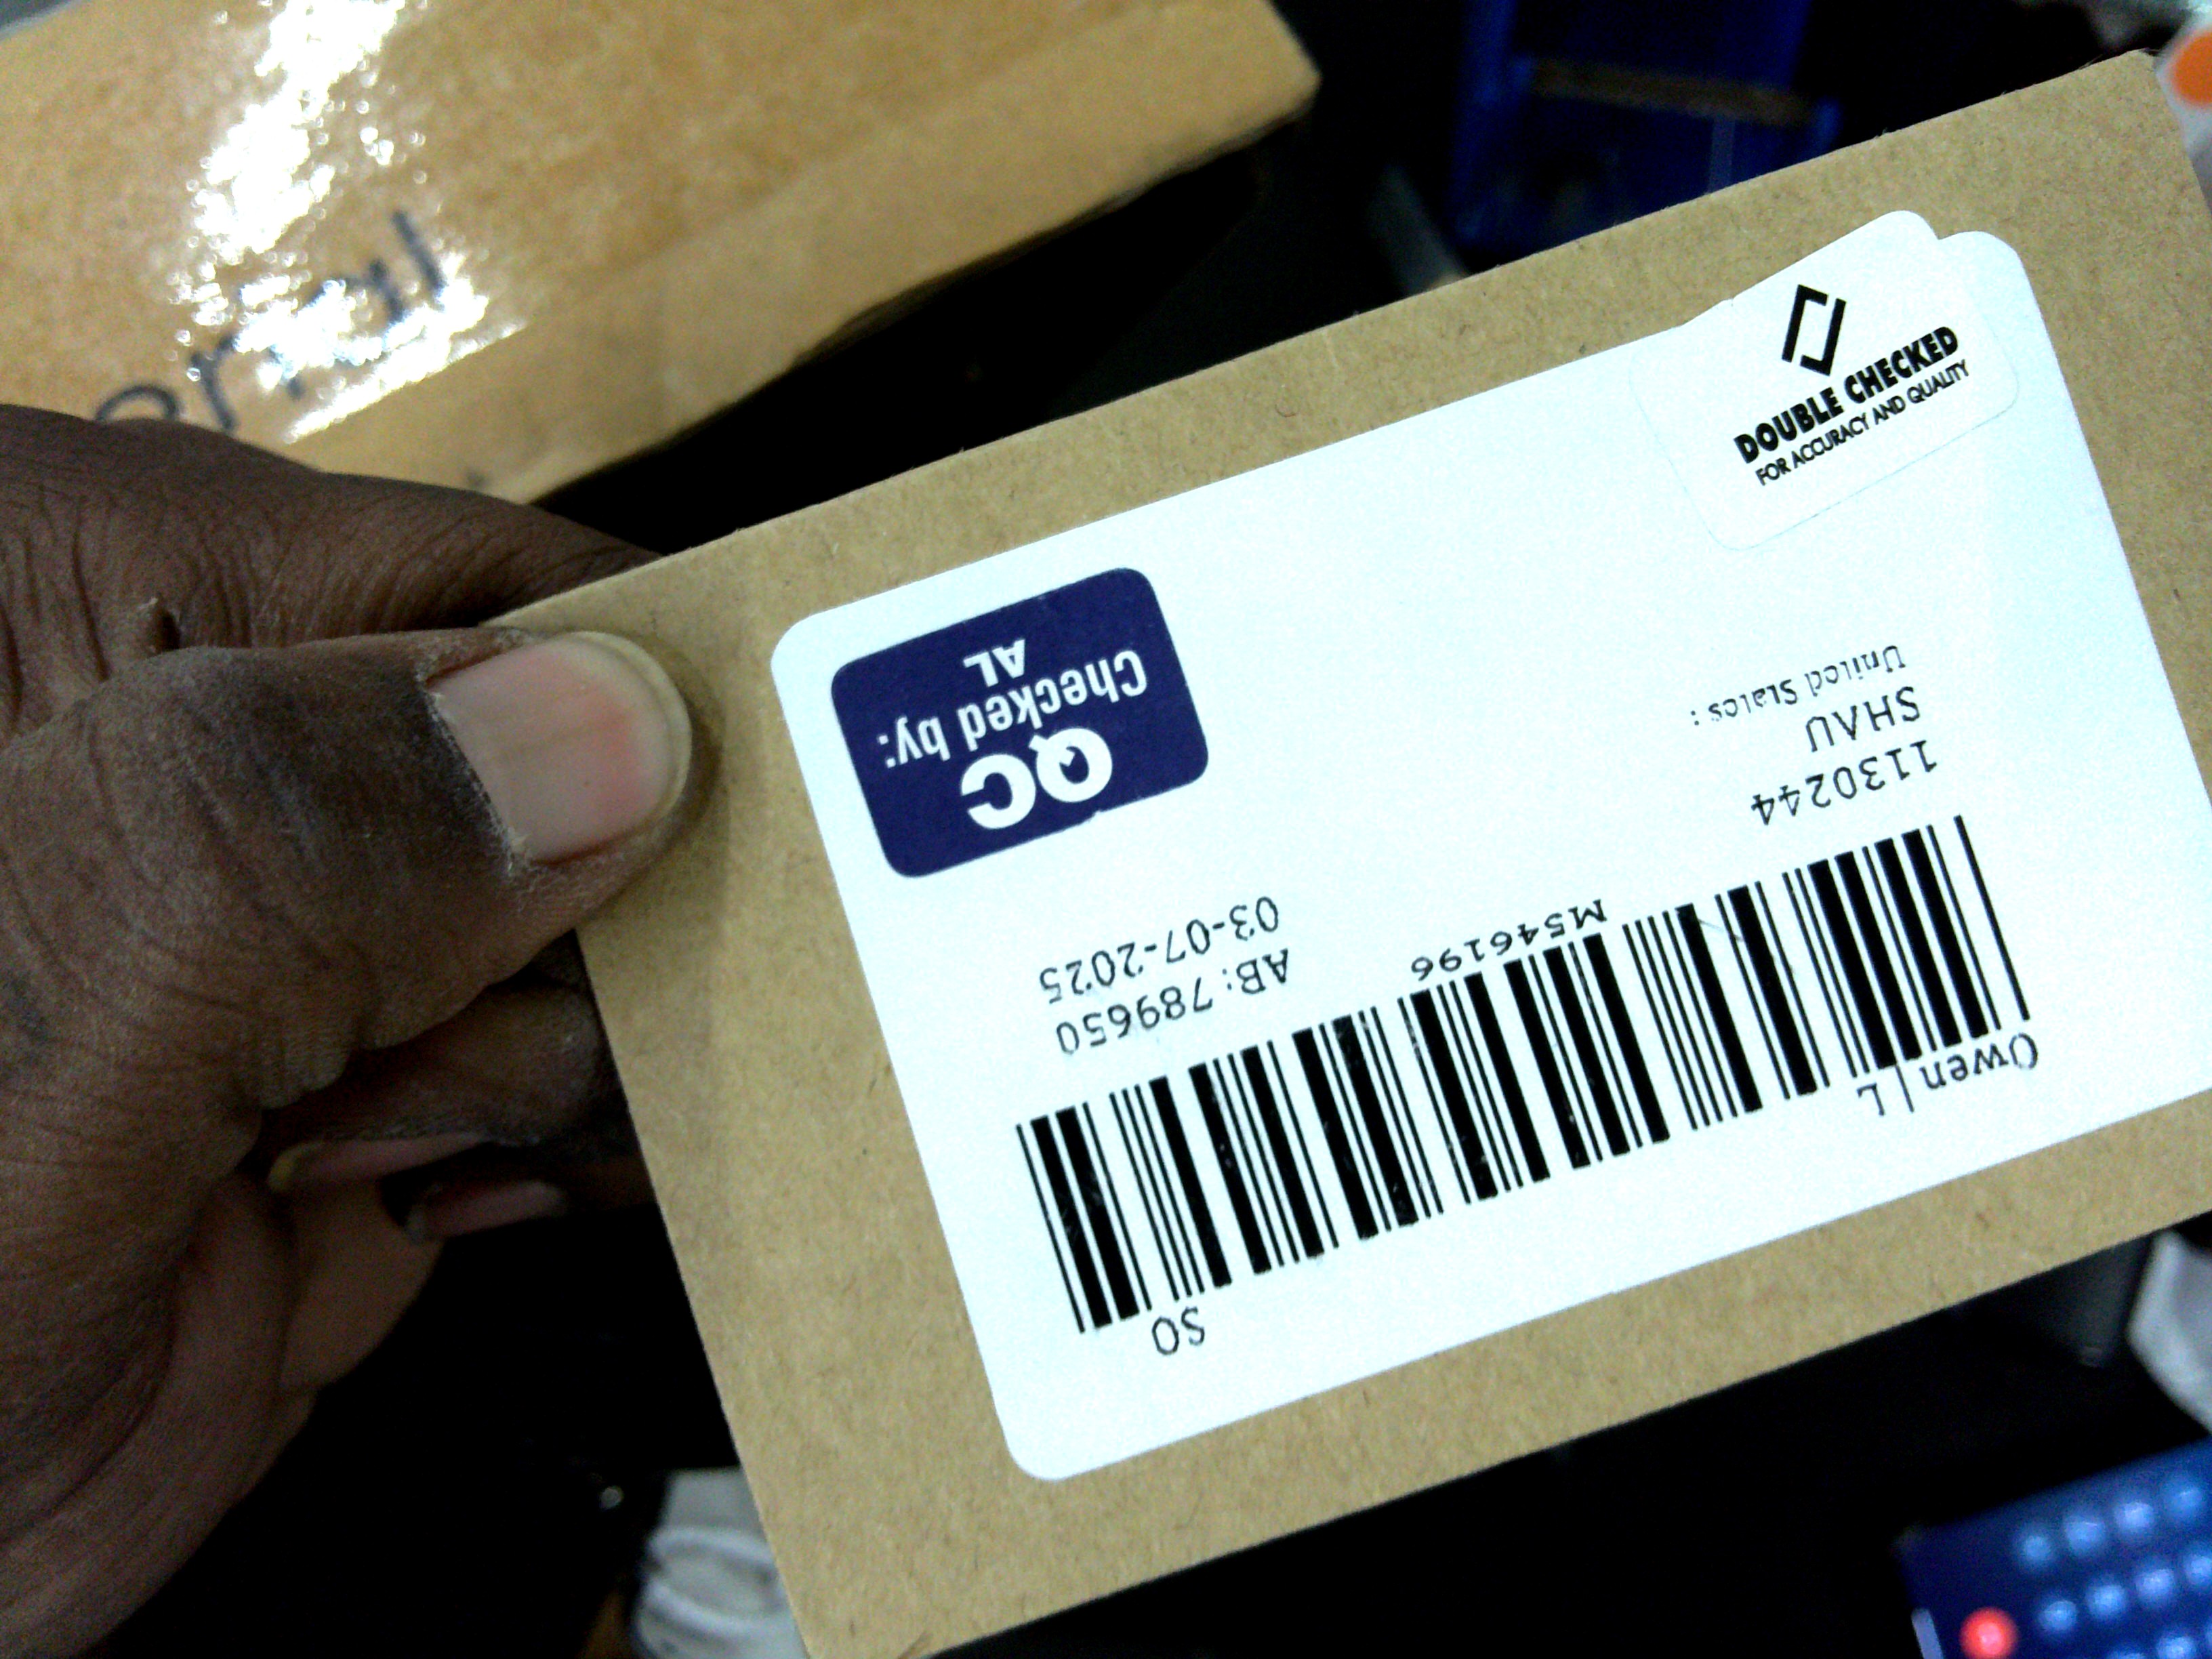 Owen|L
SO
M546196
1130244
SHAU
United States :
AB:789650
03-07-2025
QC
Checked by:
AL
DOUBLE CHECKED
FOR ACCURACY AND QUALITY